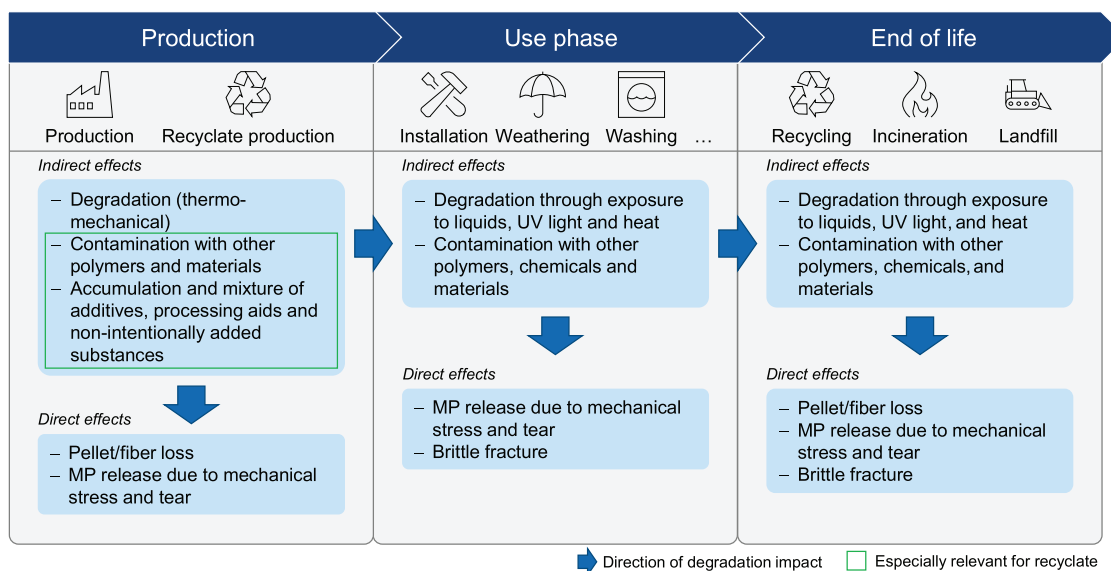 Production
Use phase
End of life
Production
Recyclate production
Installation
Weathering
Washing
...
Recycling
Incineration
Landfill
Indirect effects
– Degradation (thermo-
mechanical)
– Contamination with other
polymers and materials
– Accumulation and mixture of
additives, processing aids and
non-intentionally added
substances
Direct effects
– Pellet/fiber loss
– MP release due to mechanical
stress and tear
Indirect effects
– Degradation through exposure
to liquids, UV light and heat
– Contamination with other
polymers, chemicals and
materials
Direct effects
– MP release due to mechanical
stress and tear
– Brittle fracture
Indirect effects
– Degradation through exposure
to liquids, UV light, and heat
– Contamination with other
polymers, chemicals, and
materials
Direct effects
– Pellet/fiber loss
– MP release due to mechanical
stress and tear
– Brittle fracture
Direction of degradation impact
Especially relevant for recyclate